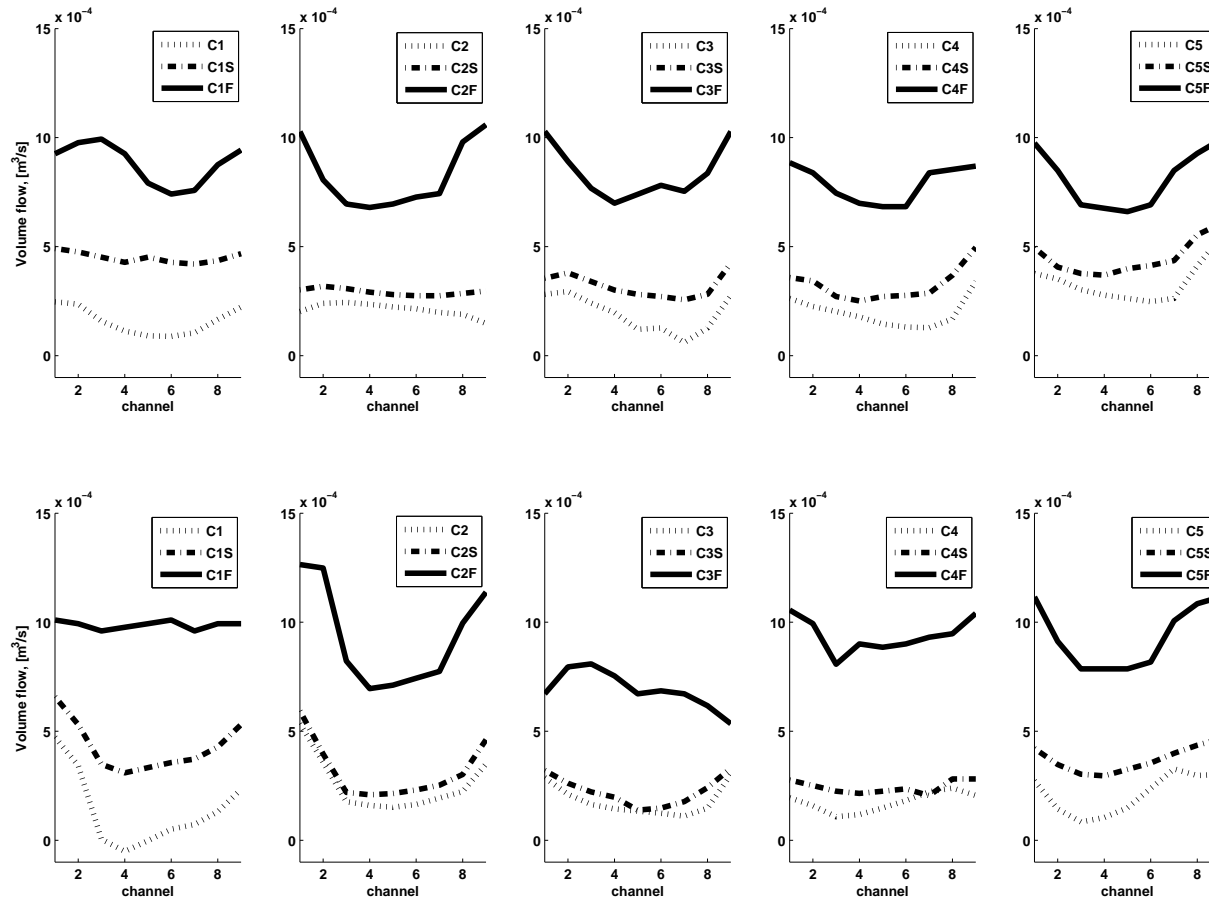 x 10⁻⁴ x 10⁻⁴ x 10⁻⁴ x 10⁻⁴ x 10⁻⁴
15 15 15 15 15
C1 C2 C3 C4 C5
C1S C2S C3S C4S C5S
C1F C2F C3F C4F C5F
10 10 10 10 10
Volume flow, [m³/s]
5 5 5 5 5
0 0 0 0 0
2 4 6 8 2 4 6 8 2 4 6 8 2 4 6 8 2 4 6 8
channel channel channel channel channel
x 10⁻⁴ x 10⁻⁴ x 10⁻⁴ x 10⁻⁴ x 10⁻⁴
15 15 15 15 15
C1 C2 C3 C4 C5
C1S C2S C3S C4S C5S
C1F C2F C3F C4F C5F
10 10 10 10 10
Volume flow, [m³/s]
5 5 5 5 5
0 0 0 0 0
2 4 6 8 2 4 6 8 2 4 6 8 2 4 6 8 2 4 6 8
channel channel channel channel channel